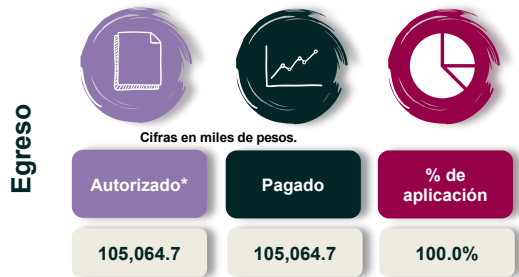 Egreso
Cifras en miles de pesos.
Autorizado* Pagado % de
aplicación
105,064.7 105,064.7 100.0%